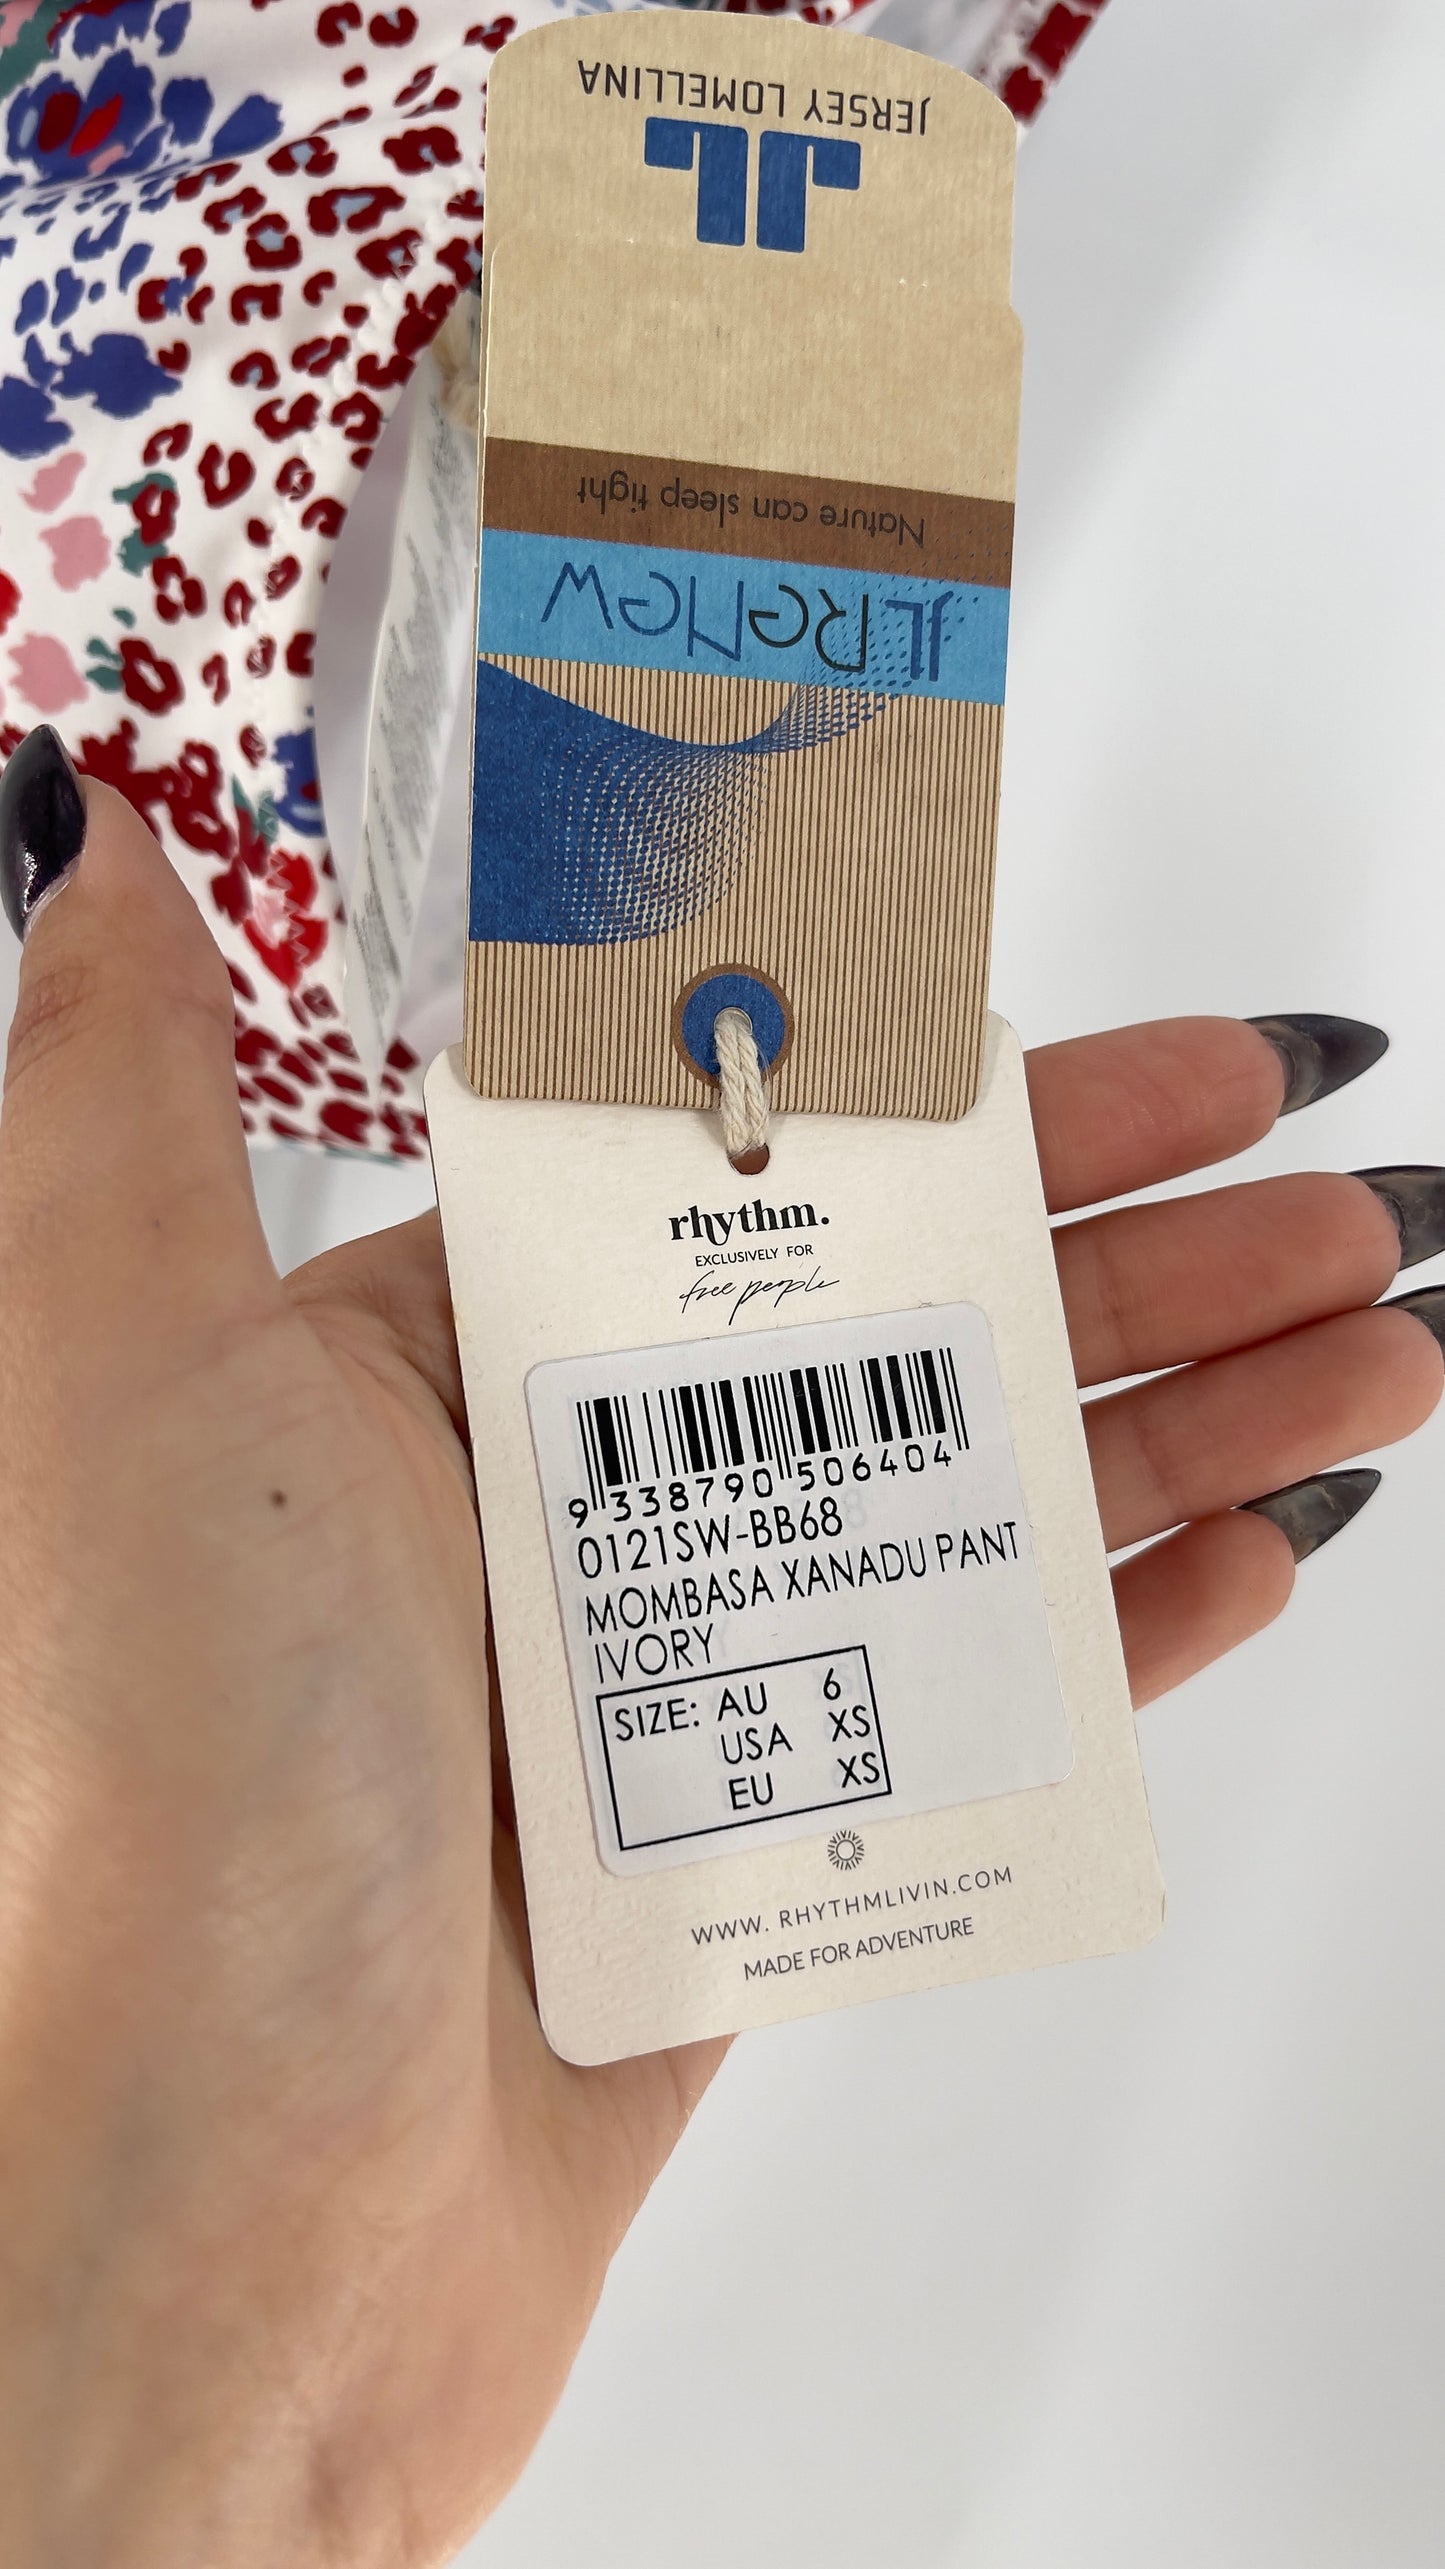 JERSEY LOMELLINA
Nature can sleep tight
JL ReNew
rhythm.
EXCLUSIVELY FOR
free people
9 338790 506404
0121SW-BB68
MOMBASA XANADU PANT
IVORY
SIZE: AU 6
USA XS
EU XS
WWW. RHYTHMLIVIN.COM
MADE FOR ADVENTURE